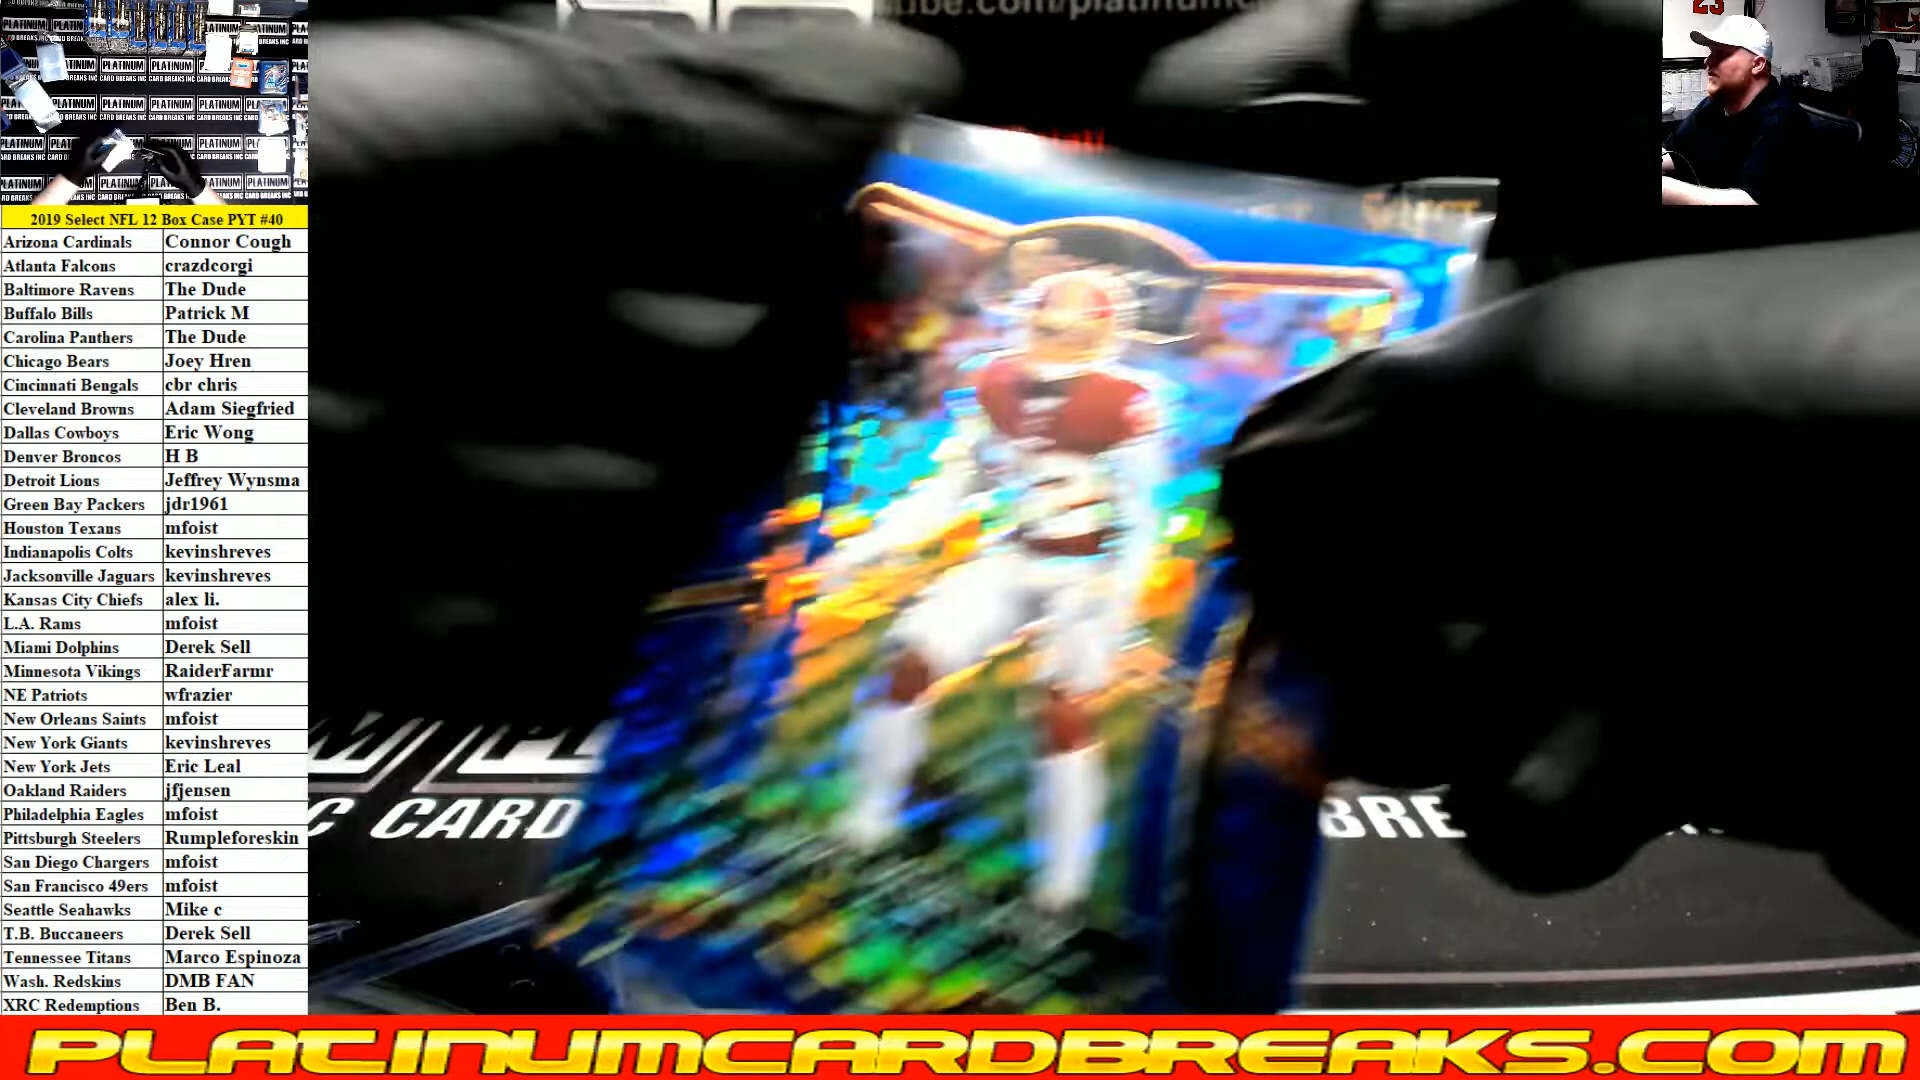 2019 Select NFL 12 Box Case PYT #40
Arizona Cardinals Connor Cough
Atlanta Falcons crazdcorgi
Baltimore Ravens The Dude
Buffalo Bills Patrick M
Carolina Panthers The Dude
Chicago Bears Joey Hren
Cincinnati Bengals cbr chris
Cleveland Browns Adam Siegfried
Dallas Cowboys Eric Wong
Denver Broncos H B
Detroit Lions Jeffrey Wynsma
Green Bay Packers jdr1961
Houston Texans mfoist
Indianapolis Colts kevinshreves
Jacksonville Jaguars kevinshreves
Kansas City Chiefs alex li.
L.A. Rams mfoist
Miami Dolphins Derek Sell
Minnesota Vikings RaiderFarmr
NE Patriots wfrazier
New Orleans Saints mfoist
New York Giants kevinshreves
New York Jets Eric Leal
Oakland Raiders jfjensen
Philadelphia Eagles mfoist
Pittsburgh Steelers Rumpleforeskin
San Diego Chargers mfoist
San Francisco 49ers mfoist
Seattle Seahawks Mike c
T.B. Buccaneers Derek Sell
Tennessee Titans Marco Espinoza
Wash. Redskins DMB FAN
XRC Redemptions Ben B.
SELECT
23
C CARD BRE
PLATINUMCARDBREAKS.COM